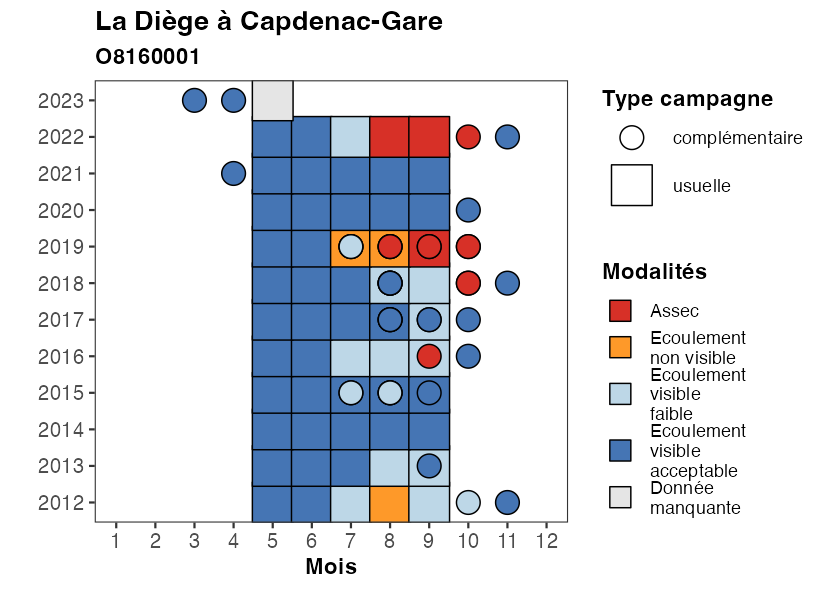 La Diège à Capdenac-Gare
O8160001
2023
2022
2021
2020
2019
2018
2017
2016
2015
2014
2013
2012
1 2 3 4 5 6 7 8 9 10 11 12
Mois
Type campagne
complémentaire
usuelle
Modalités
Assec
Ecoulement
non visible
Ecoulement
visible
faible
Ecoulement
visible
acceptable
Donnée
manquante